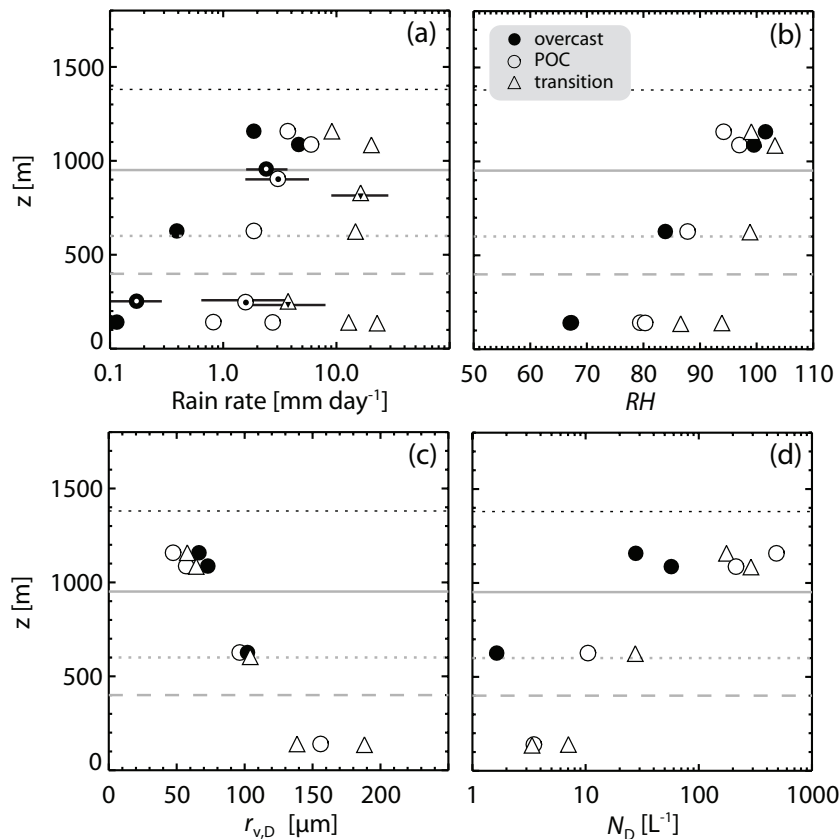 (a)
1500
1000
500
0
z [m]
0.1 1.0 10.0
Rain rate [mm day⁻¹]
overcast
POC
transition
(b)
50 60 70 80 90 100 110
RH
(c)
1500
1000
500
0
z [m]
0 50 100 150 200
r_v,D [μm]
(d)
1 10 100 1000
N_D [L⁻¹]